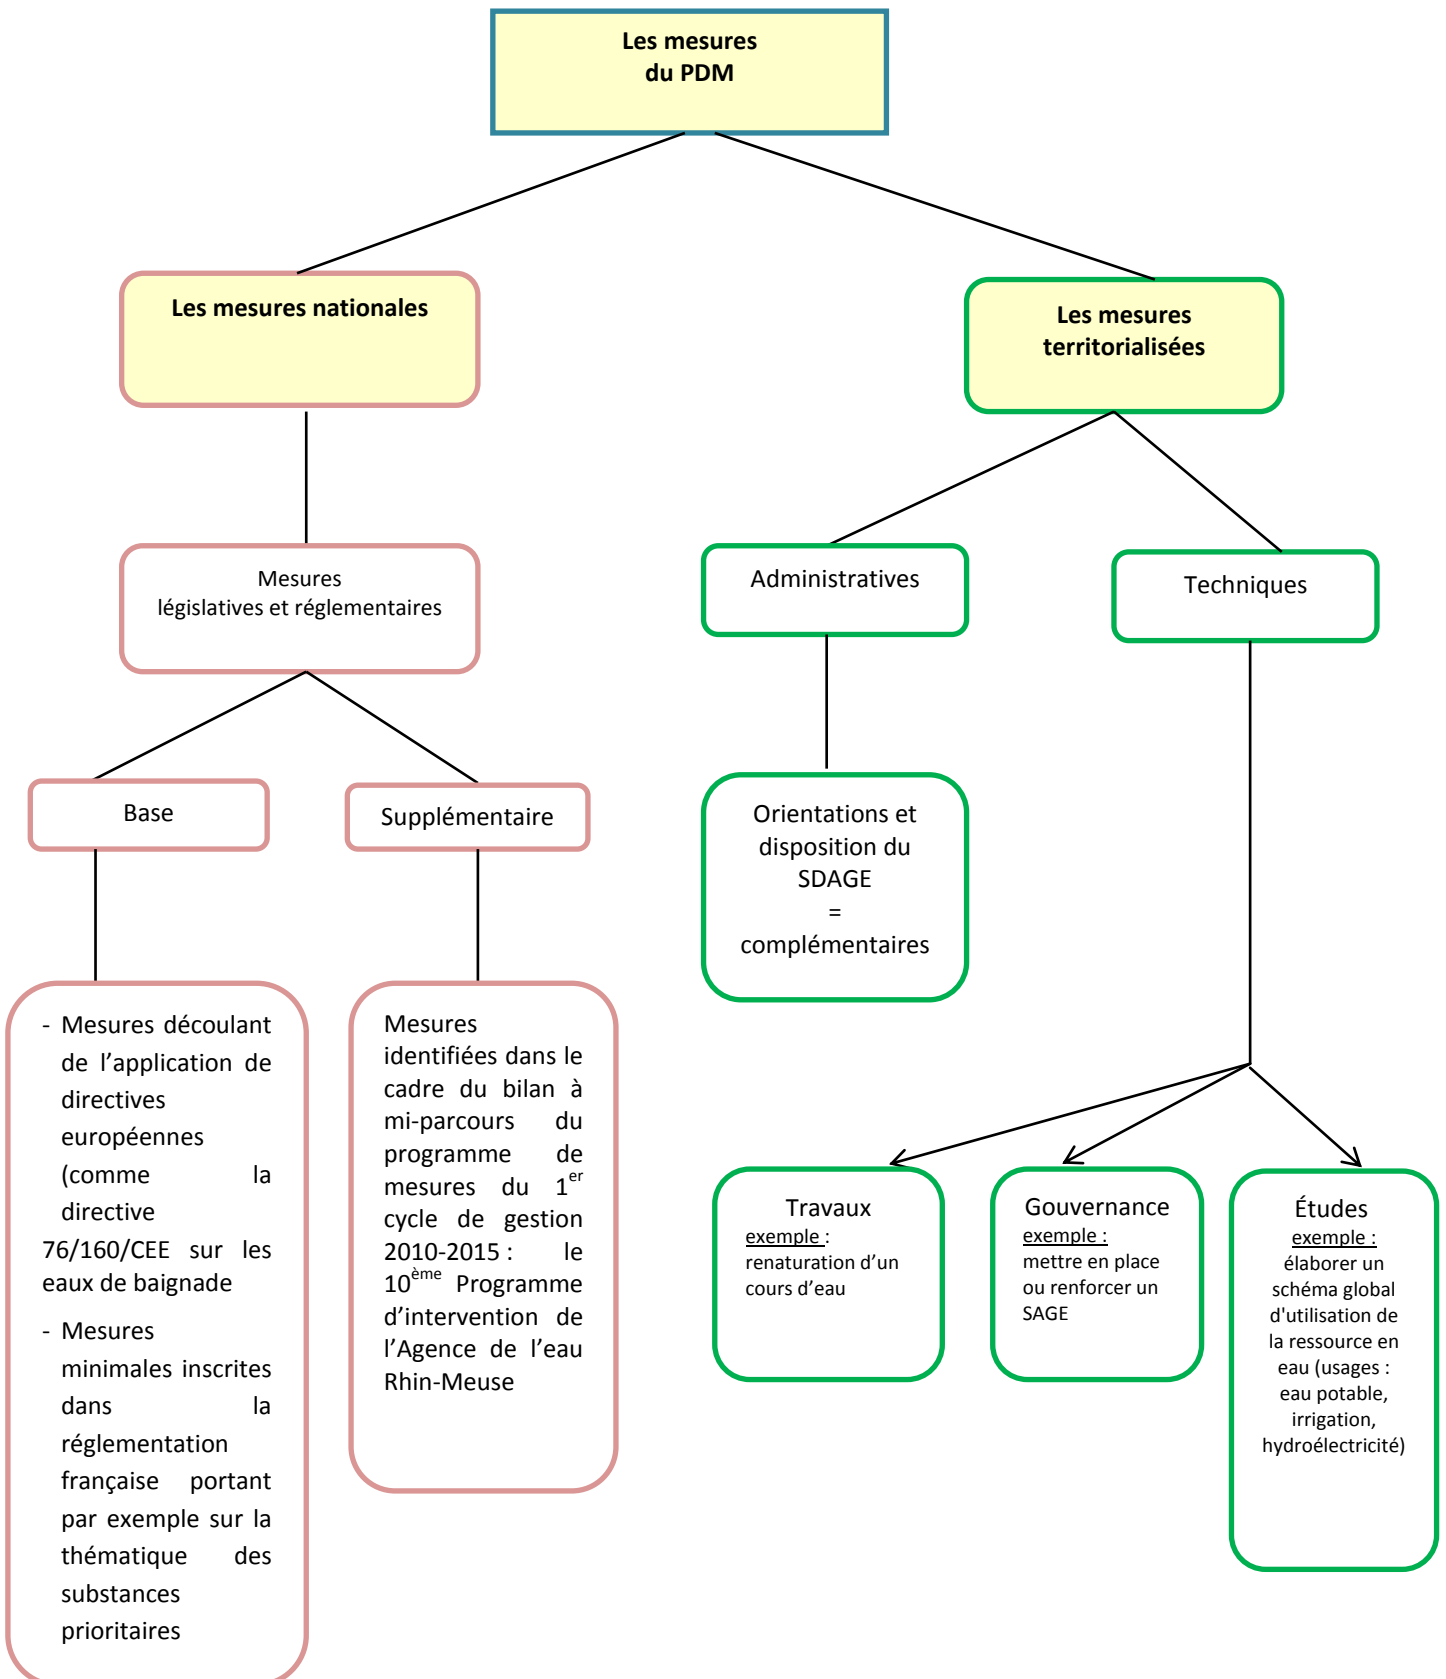 Les mesures
du PDM
Les mesures nationales
Les mesures
territorialisées
Mesures
législatives et réglementaires
Administratives
Techniques
Base
Supplémentaire
Orientations et
disposition du
SDAGE
=
complémentaires
- Mesures découlant
de l’application de
directives
européennes
(comme la
directive
76/160/CEE sur les
eaux de baignade
- Mesures
minimales inscrites
dans la
réglementation
française portant
par exemple sur la
thématique des
substances
prioritaires
Mesures
identifiées dans le
cadre du bilan à
mi-parcours du
programme de
mesures du 1er
cycle de gestion
2010-2015 : le
10ème Programme
d’intervention de
l’Agence de l’eau
Rhin-Meuse
Travaux
exemple :
renaturation d’un
cours d’eau
Gouvernance
exemple :
mettre en place
ou renforcer un
SAGE
Études
exemple :
élaborer un
schéma global
d'utilisation de
la ressource en
eau (usages :
eau potable,
irrigation,
hydroélectricité)